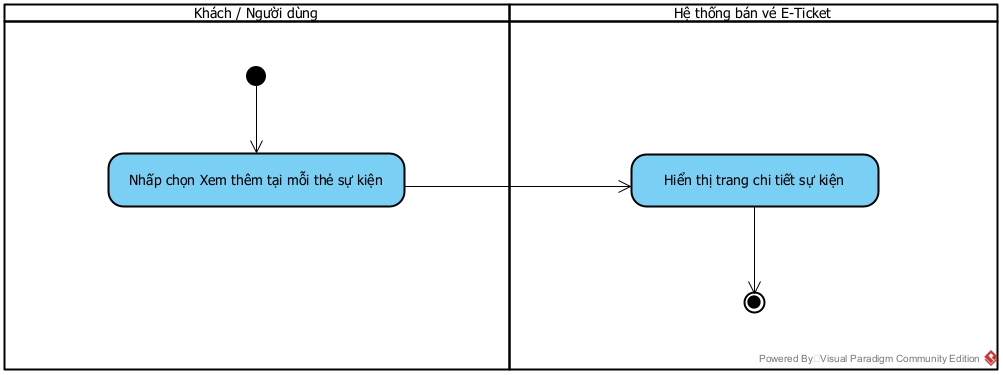 Khách / Người dùng
Hệ thống bán vé E-Ticket
Nhấp chọn Xem thêm tại mỗi thẻ sự kiện
Hiển thị trang chi tiết sự kiện
Powered By Visual Paradigm Community Edition